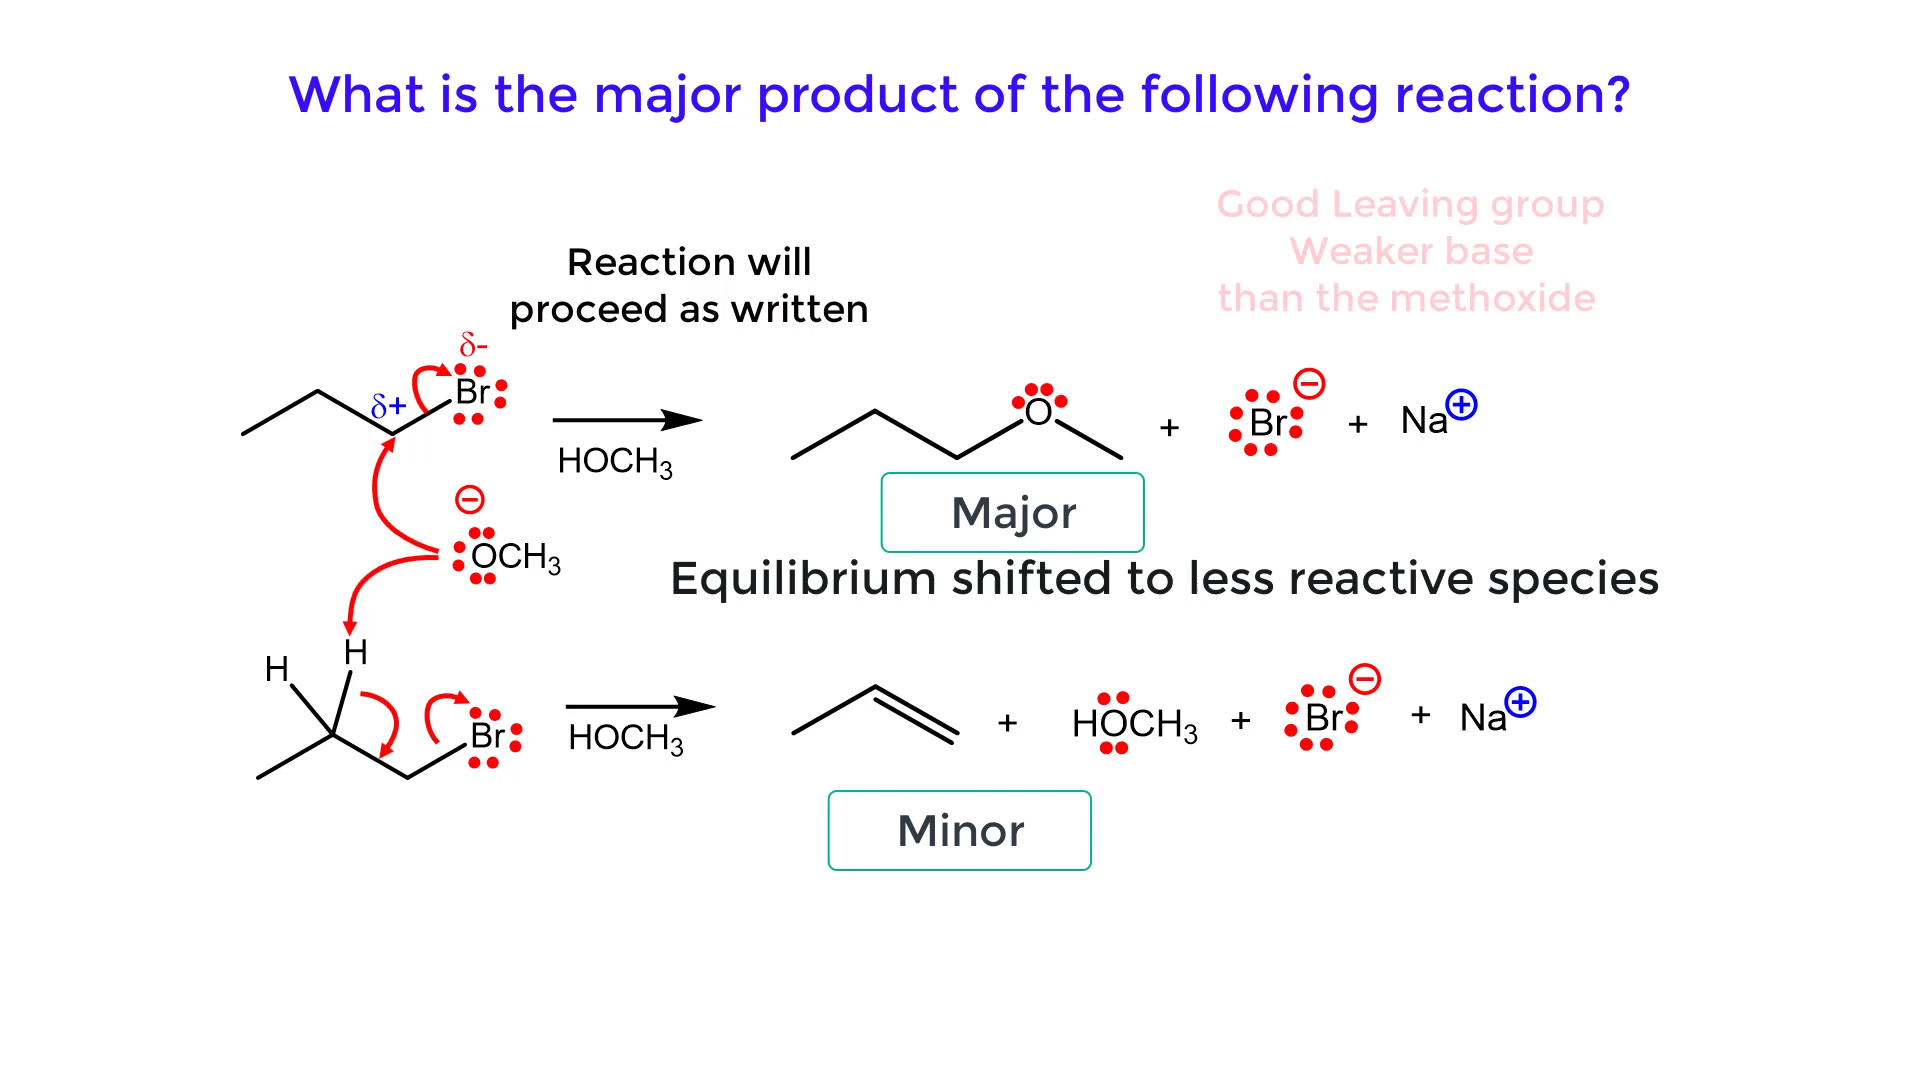 What is the major product of the following reaction?
Good Leaving group
Weaker base
than the methoxide
Reaction will
proceed as written
δ-
δ+ Br
HOCH3
O + Br⊖ + Na⊕
Major
⊖
OCH3
Equilibrium shifted to less reactive species
H H
Br
HOCH3
+ HOCH3 + Br⊖ + Na⊕
Minor